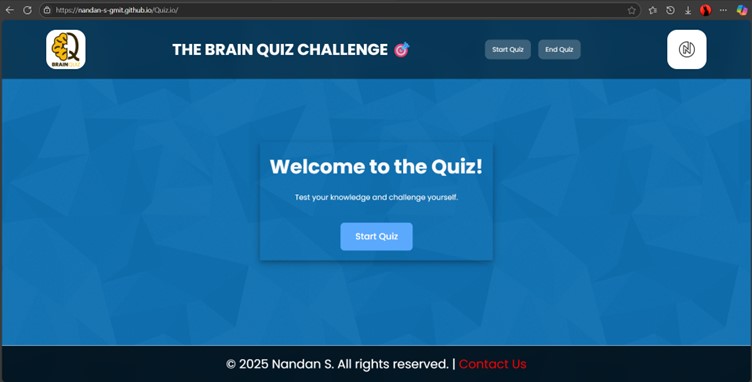 https://nandan-s-gmit.github.io/Quiz.io/
THE BRAIN QUIZ CHALLENGE 🎯
Start Quiz
End Quiz
BRAIN QUIZ
Welcome to the Quiz!
Test your knowledge and challenge yourself.
Start Quiz
© 2025 Nandan S. All rights reserved. | Contact Us